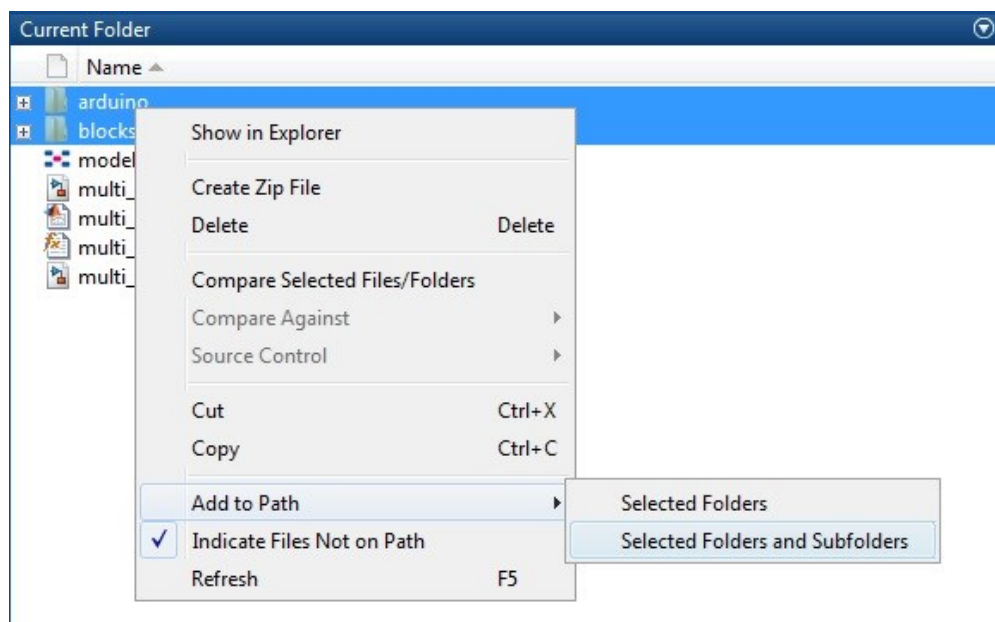 Current Folder
Name
arduino
blocks
model
multi_
multi_
multi_
multi_
Show in Explorer
Create Zip File
Delete Delete
Compare Selected Files/Folders
Compare Against
Source Control
Cut Ctrl+X
Copy Ctrl+C
Add to Path
Indicate Files Not on Path
Refresh F5
Selected Folders
Selected Folders and Subfolders